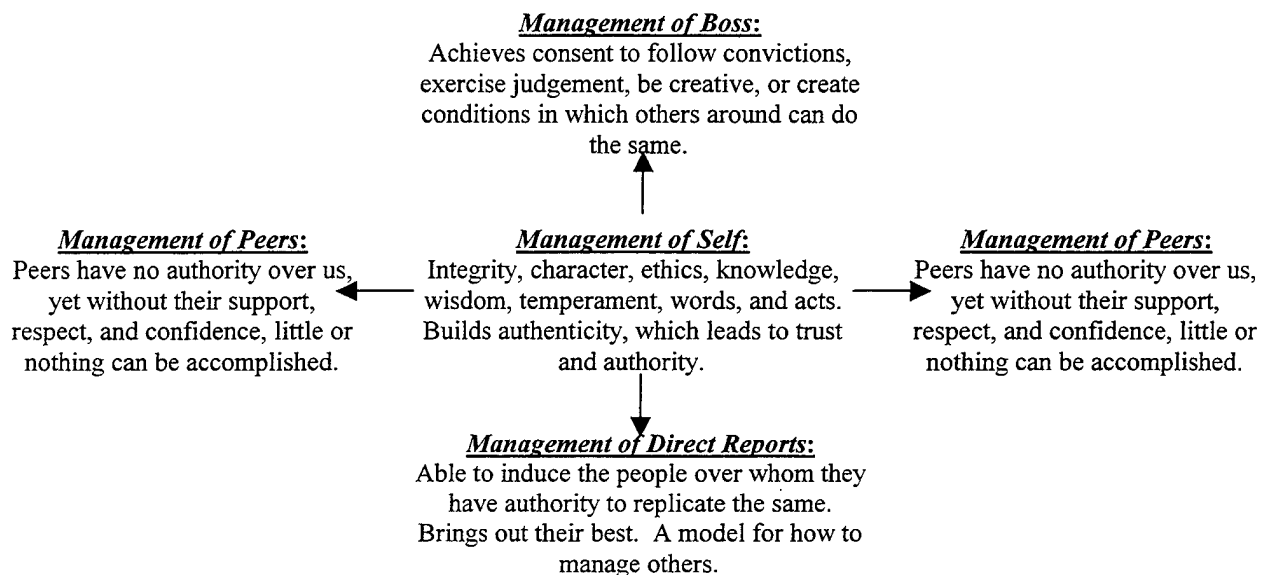 Management of Boss:
Achieves consent to follow convictions,
exercise judgement, be creative, or create
conditions in which others around can do
the same.
Management of Peers:
Peers have no authority over us,
yet without their support,
respect, and confidence, little or
nothing can be accomplished.
Management of Self:
Integrity, character, ethics, knowledge,
wisdom, temperament, words, and acts.
Builds authenticity, which leads to trust
and authority.
Management of Peers:
Peers have no authority over us,
yet without their support,
respect, and confidence, little or
nothing can be accomplished.
Management of Direct Reports:
Able to induce the people over whom they
have authority to replicate the same.
Brings out their best.  A model for how to
manage others.